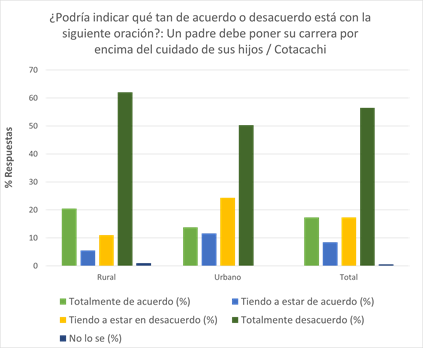 ¿Podría indicar qué tan de acuerdo o desacuerdo está con la
siguiente oración?: Un padre debe poner su carrera por
encima del cuidado de sus hijos / Cotacachi
% Respuestas
70
60
50
40
30
20
10
0
Rural
Urbano
Total
Totalmente de acuerdo (%)
Tiendo a estar de acuerdo (%)
Tiendo a estar en desacuerdo (%)
Totalmente desacuerdo (%)
No lo se (%)